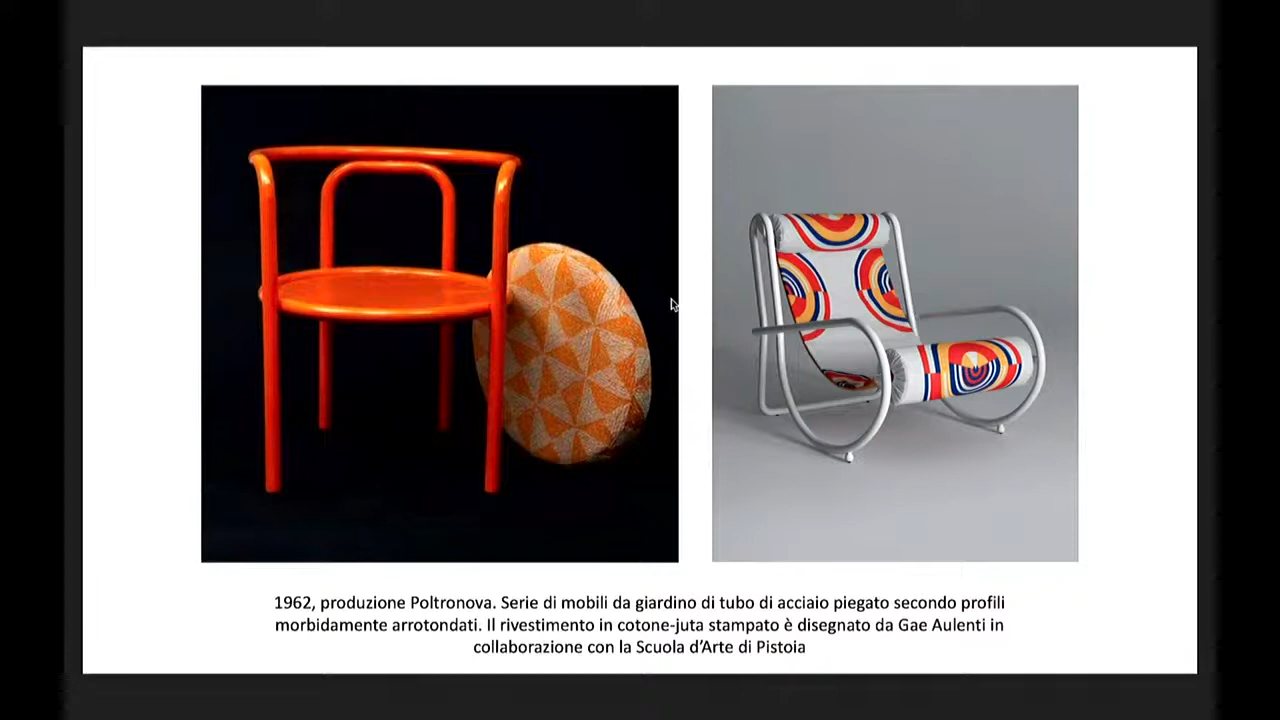 1962, produzione Poltronova. Serie di mobili da giardino di tubo di acciaio piegato secondo profili
morbidamente arrotondati. Il rivestimento in cotone-juta stampato è disegnato da Gae Aulenti in
collaborazione con la Scuola d’Arte di Pistoia